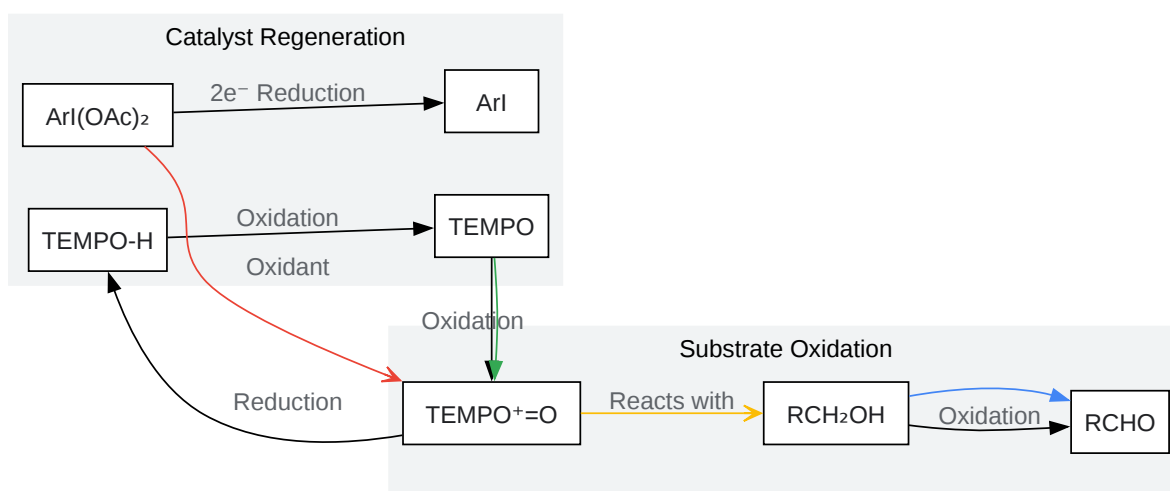 Catalyst Regeneration
ArI(OAc)₂
2e⁻ Reduction
ArI
TEMPO-H
Oxidation
TEMPO
Oxidant
Oxidation
Substrate Oxidation
Reduction
TEMPO⁺=O
Reacts with
RCH₂OH
Oxidation
RCHO